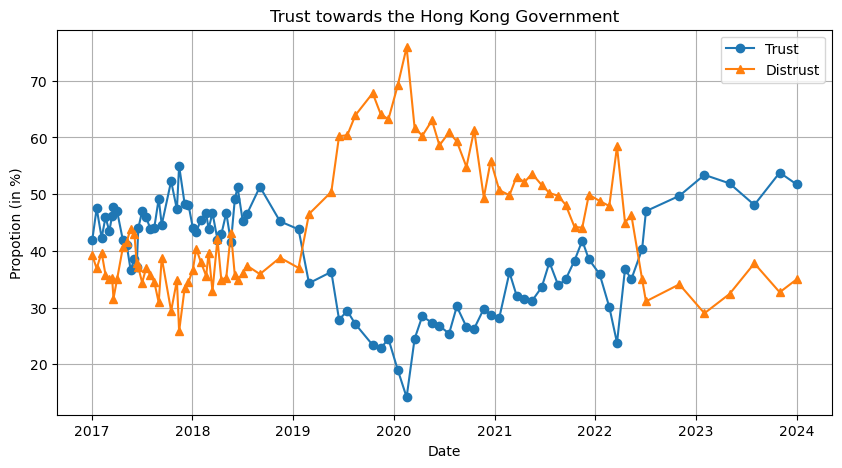 Trust towards the Hong Kong Government
Trust
Distrust
Propotion (in %)
70
60
50
40
30
20
2017 2018 2019 2020 2021 2022 2023 2024
Date